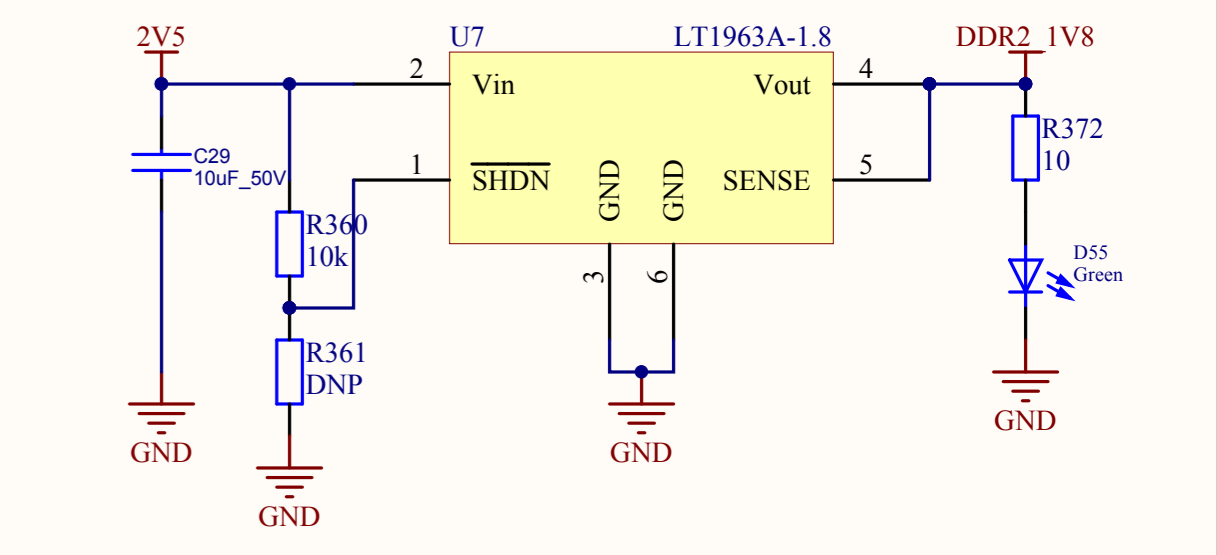 2V5
U7
LT1963A-1.8
DDR2_1V8
2
Vin
Vout
4
C29
10uF_50V
1
SHDN
GND
GND
SENSE
5
R372
10
R360
10k
3
6
D55
Green
R361
DNP
GND
GND
GND
GND